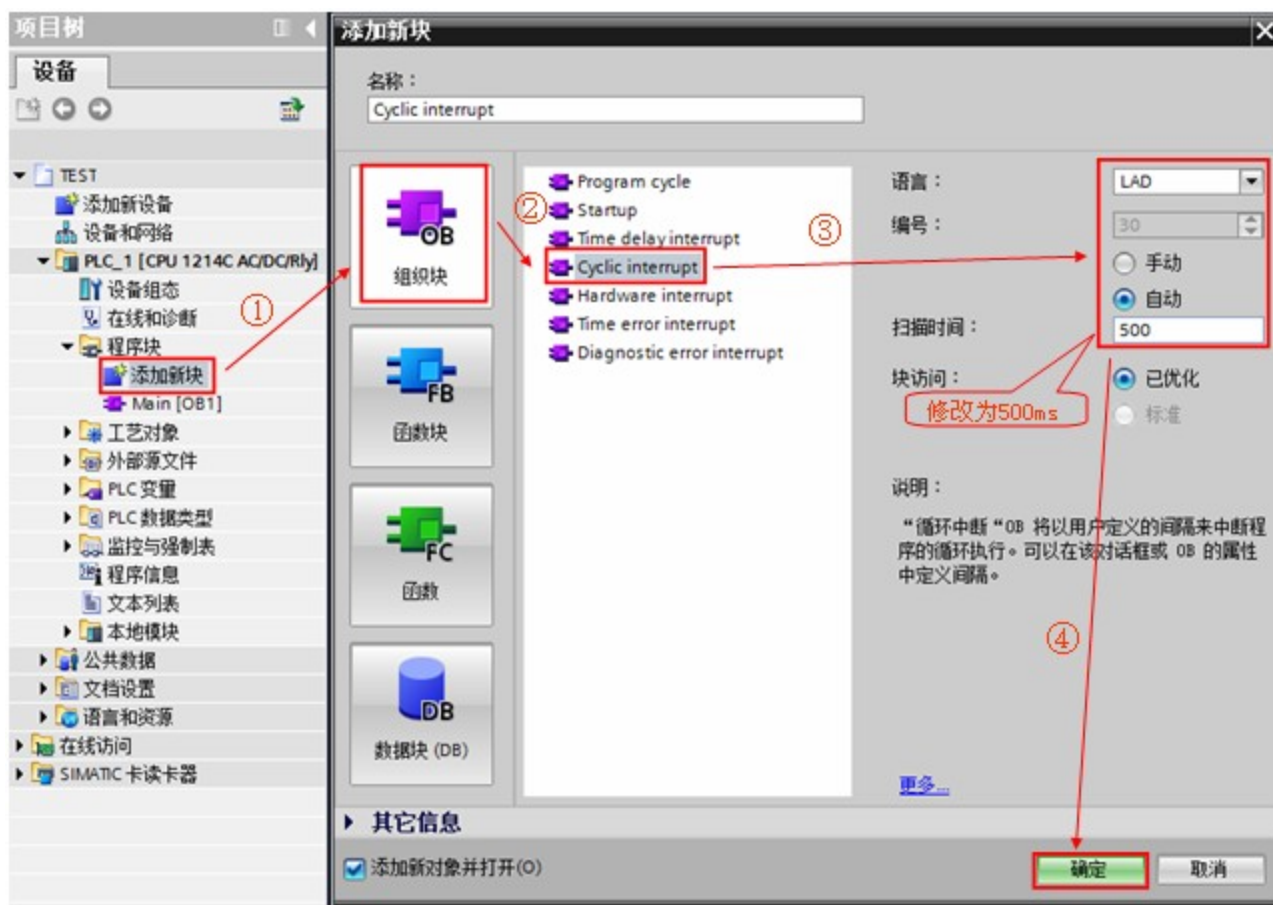 项目树
设备
TEST
添加新设备
设备和网络
PLC_1 [CPU 1214C AC/DC/Rly]
设备组态
在线和诊断
程序块
添加新块
Main [OB1]
工艺对象
外部源文件
PLC 变量
PLC 数据类型
监控与强制表
程序信息
文本列表
本地模块
公共数据
文档设置
语言和资源
在线访问
SIMATIC 卡读卡器
①
添加新块
名称：
Cyclic interrupt
OB
组织块
FB
函数块
FC
函数
DB
数据块 (DB)
②
Program cycle
Startup
Time delay interrupt
Cyclic interrupt
Hardware interrupt
Time error interrupt
Diagnostic error interrupt
③
语言：
LAD
编号：
30
手动
自动
扫描时间：
500
块访问：
已优化
修改为500ms
标准
说明：
“循环中断“OB 将以用户定义的间隔来中断程
序的循环执行。可以在该对话框或 OB 的属性
中定义间隔。
④
更多...
其它信息
添加新对象并打开(O)
确定
取消